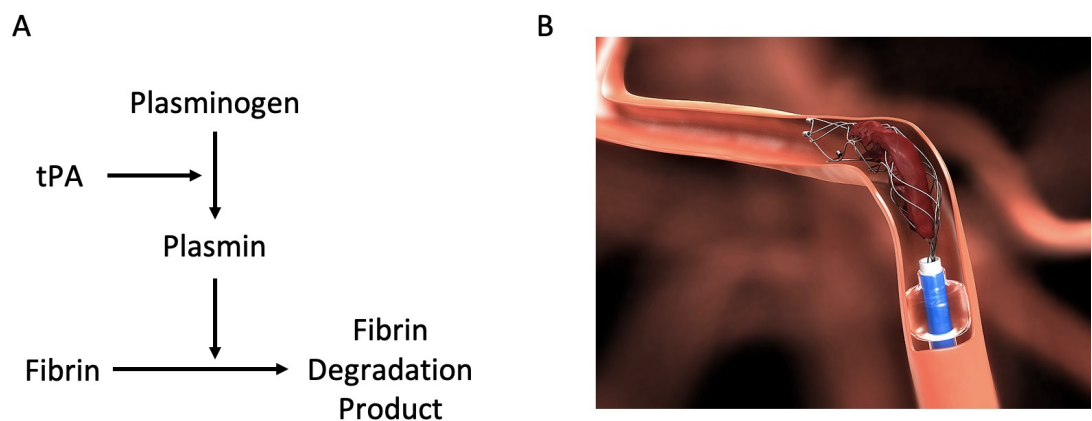 A
B
Plasminogen
tPA
Plasmin
Fibrin
Fibrin
Degradation
Product